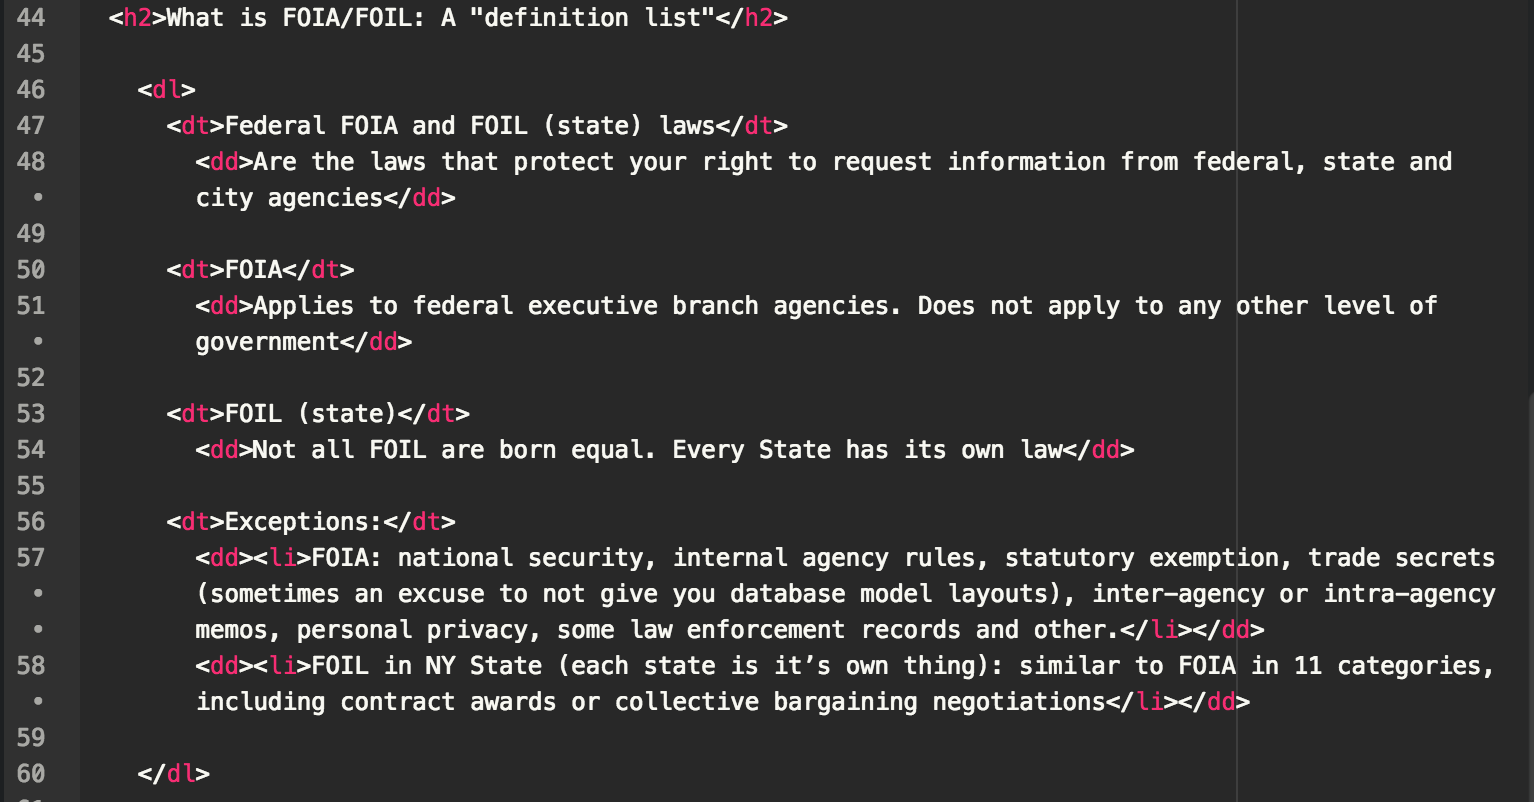 44 <h2>What is FOIA/FOIL: A "definition list"</h2>
45
46 <dl>
47 <dt>Federal FOIA and FOIL (state) laws</dt>
48 <dd>Are the laws that protect your right to request information from federal, state and
• city agencies</dd>
49
50 <dt>FOIA</dt>
51 <dd>Applies to federal executive branch agencies. Does not apply to any other level of
• government</dd>
52
53 <dt>FOIL (state)</dt>
54 <dd>Not all FOIL are born equal. Every State has its own law</dd>
55
56 <dt>Exceptions:</dt>
57 <dd><li>FOIA: national security, internal agency rules, statutory exemption, trade secrets
• (sometimes an excuse to not give you database model layouts), inter-agency or intra-agency
• memos, personal privacy, some law enforcement records and other.</li></dd>
58 <dd><li>FOIL in NY State (each state is it’s own thing): similar to FOIA in 11 categories,
• including contract awards or collective bargaining negotiations</li></dd>
59
60 </dl>